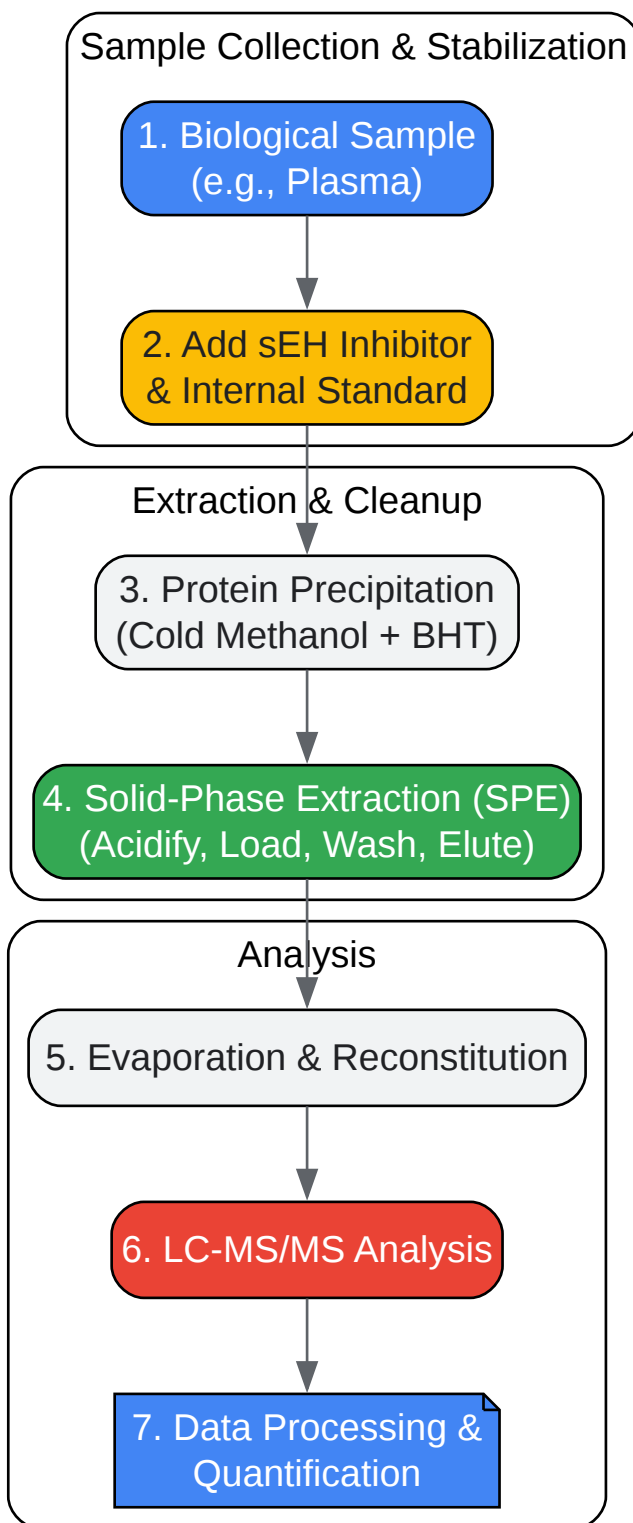 Sample Collection & Stabilization
1. Biological Sample
(e.g., Plasma)
2. Add sEH Inhibitor
& Internal Standard
Extraction & Cleanup
3. Protein Precipitation
(Cold Methanol + BHT)
4. Solid-Phase Extraction (SPE)
(Acidify, Load, Wash, Elute)
Analysis
5. Evaporation & Reconstitution
6. LC-MS/MS Analysis
7. Data Processing &
Quantification